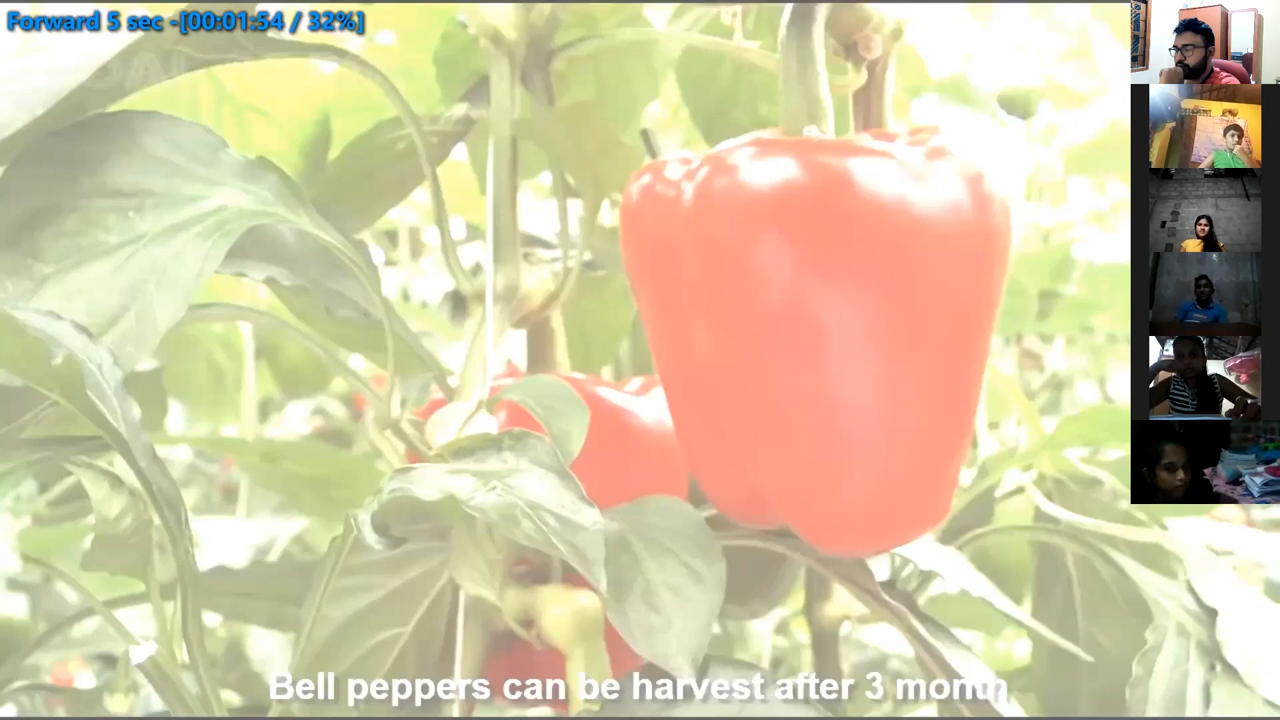 Forward 5 sec -[00:01:54 / 32%]
Bell peppers can be harvest after 3 month